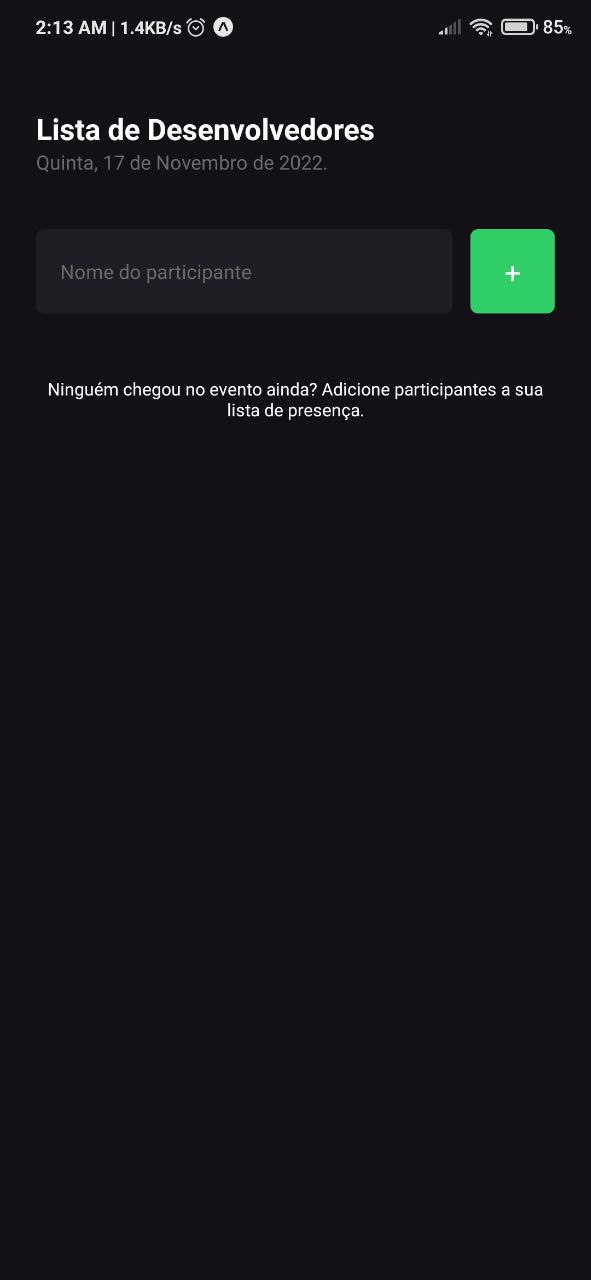 2:13 AM | 1.4KB/s 85%
Lista de Desenvolvedores
Quinta, 17 de Novembro de 2022.
Nome do participante
+
Ninguém chegou no evento ainda? Adicione participantes a sua
lista de presença.